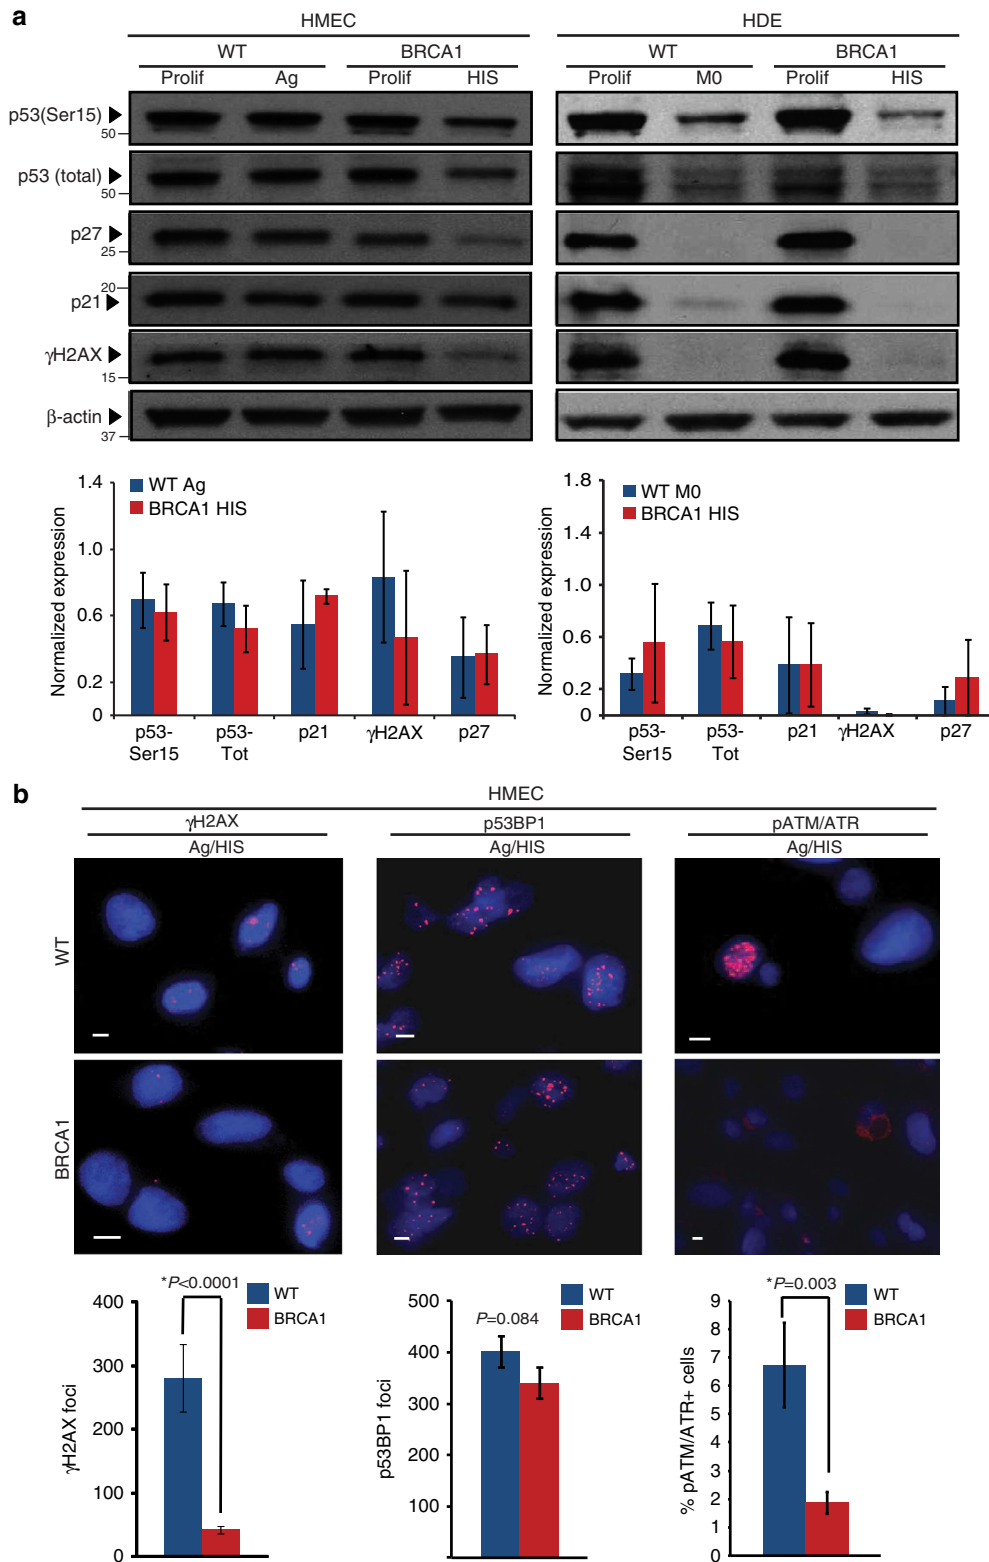 a
HMEC
HDE
WT
BRCA1
WT
BRCA1
Prolif
Ag
Prolif
HIS
Prolif
M0
Prolif
HIS
p53(Ser15)
50
p53 (total)
50
p27
25
20
p21
γH2AX
15
β-actin
37
1.4
1.0
0.6
0.2
0
Normalized expression
WT Ag
BRCA1 HIS
p53-
Ser15
p53-
Tot
p21
γH2AX
p27
1.8
1.4
1.0
0.6
0.2
0
Normalized expression
WT M0
BRCA1 HIS
p53-
Ser15
p53-
Tot
p21
γH2AX
p27
b
HMEC
γH2AX
p53BP1
pATM/ATR
Ag/HIS
Ag/HIS
Ag/HIS
WT
BRCA1
*P<0.0001
WT
BRCA1
400
300
200
100
0
γH2AX foci
P=0.084
WT
BRCA1
500
400
300
200
100
p53BP1 foci
*P=0.003
WT
BRCA1
9
8
7
6
5
4
3
2
1
0
% pATM/ATR+ cells